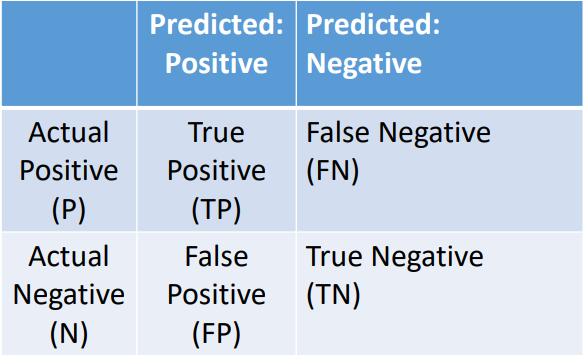 Predicted:
Positive
Predicted:
Negative
Actual
Positive
(P)
True
Positive
(TP)
False Negative
(FN)
Actual
Negative
(N)
False
Positive
(FP)
True Negative
(TN)